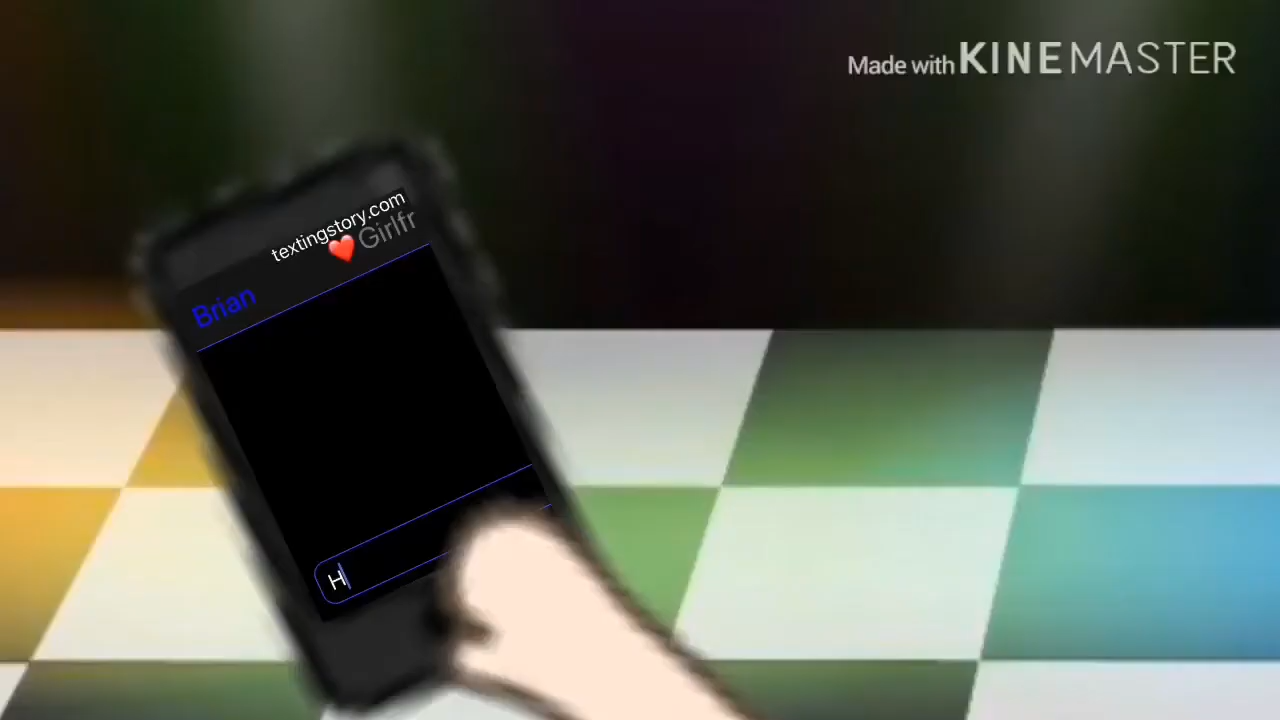 Made with KINEMASTER
textingstory.com
❤️ Girlfr
Brian
H